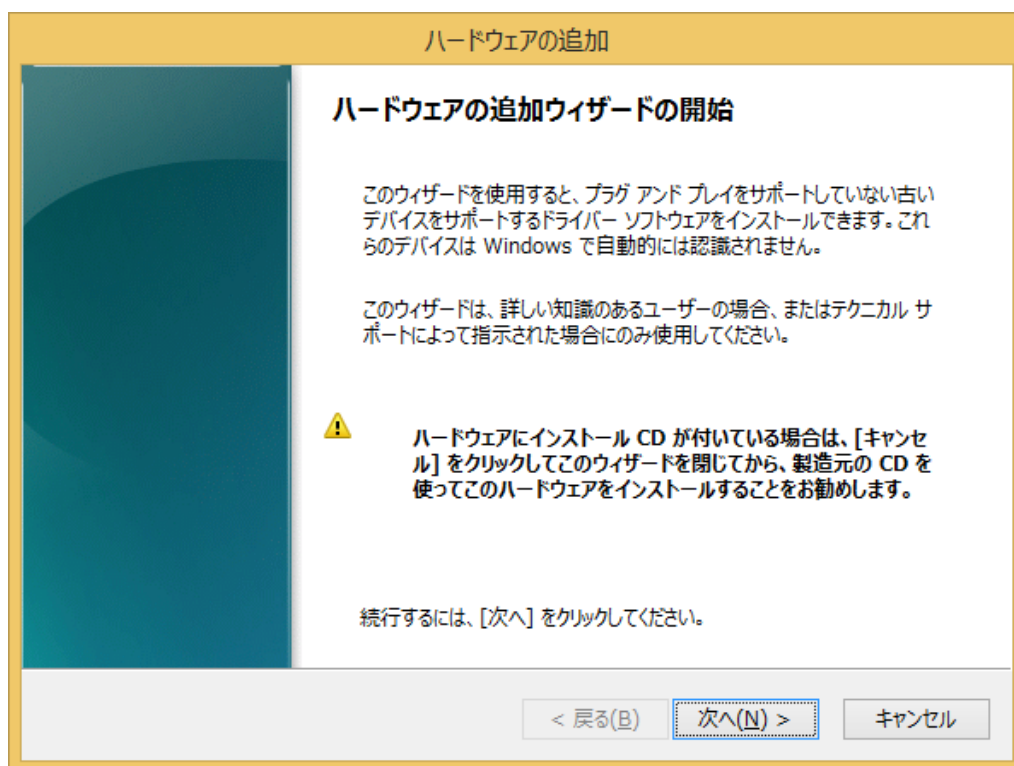 ハードウェアの追加
ハードウェアの追加ウィザードの開始
このウィザードを使用すると、プラグ アンド プレイをサポートしていない古い
デバイスをサポートするドライバー ソフトウェアをインストールできます。これ
らのデバイスは Windows で自動的には認識されません。
このウィザードは、詳しい知識のあるユーザーの場合、またはテクニカル サ
ポートによって指示された場合にのみ使用してください。
ハードウェアにインストール CD が付いている場合は、[キャンセ
ル] をクリックしてこのウィザードを閉じてから、製造元の CD を
使ってこのハードウェアをインストールすることをお勧めします。
続行するには、[次へ] をクリックしてください。
< 戻る(B) 次へ(N) > キャンセル